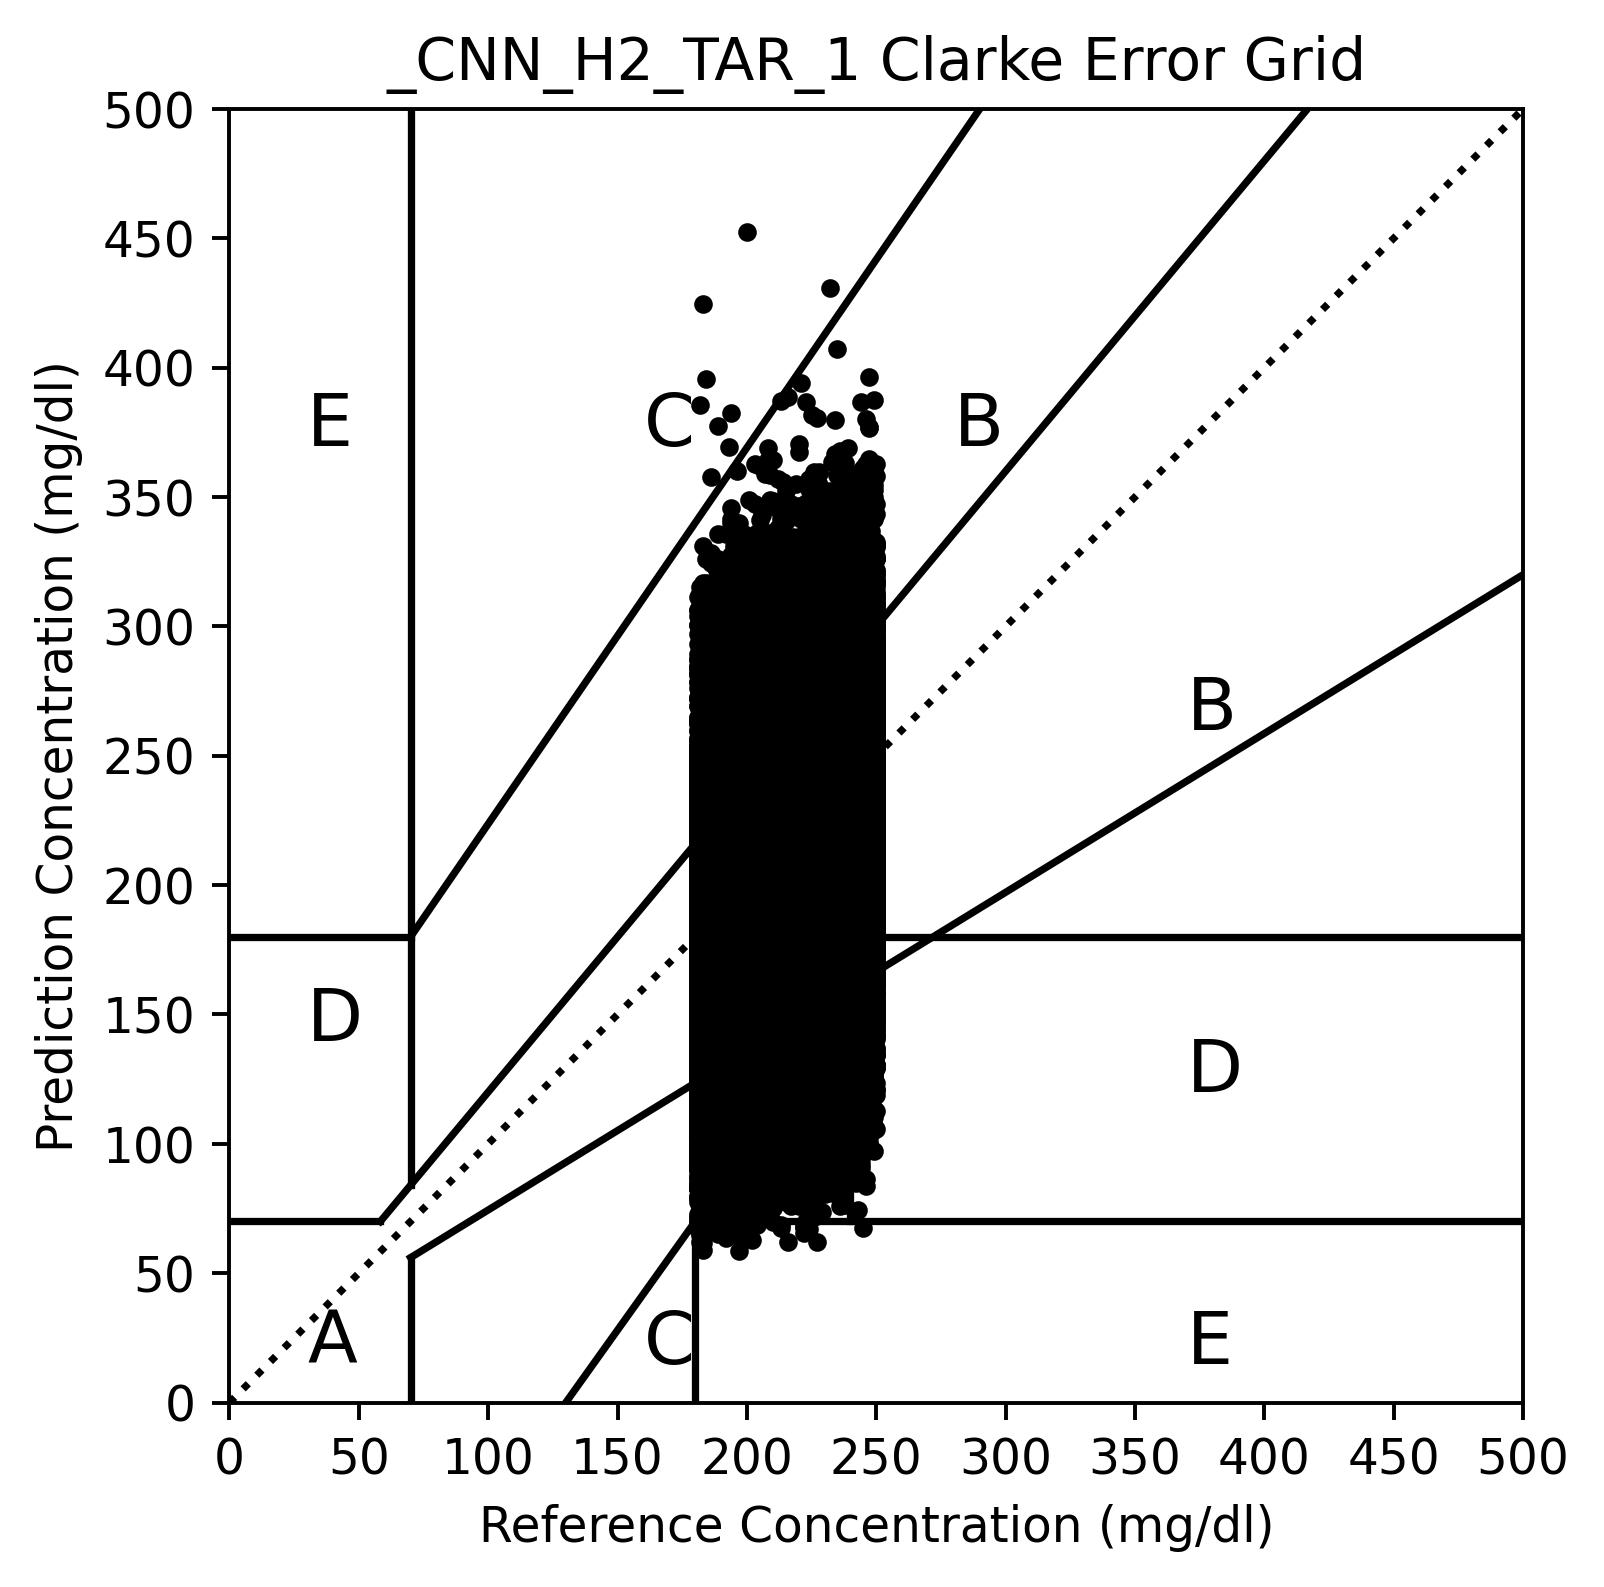 _CNN_H2_TAR_1 Clarke Error Grid
500
450
400
350
300
250
200
150
100
50
0
Prediction Concentration (mg/dl)
E
C
B
B
D
D
A
C
E
0 50 100 150 200 250 300 350 400 450 500
Reference Concentration (mg/dl)